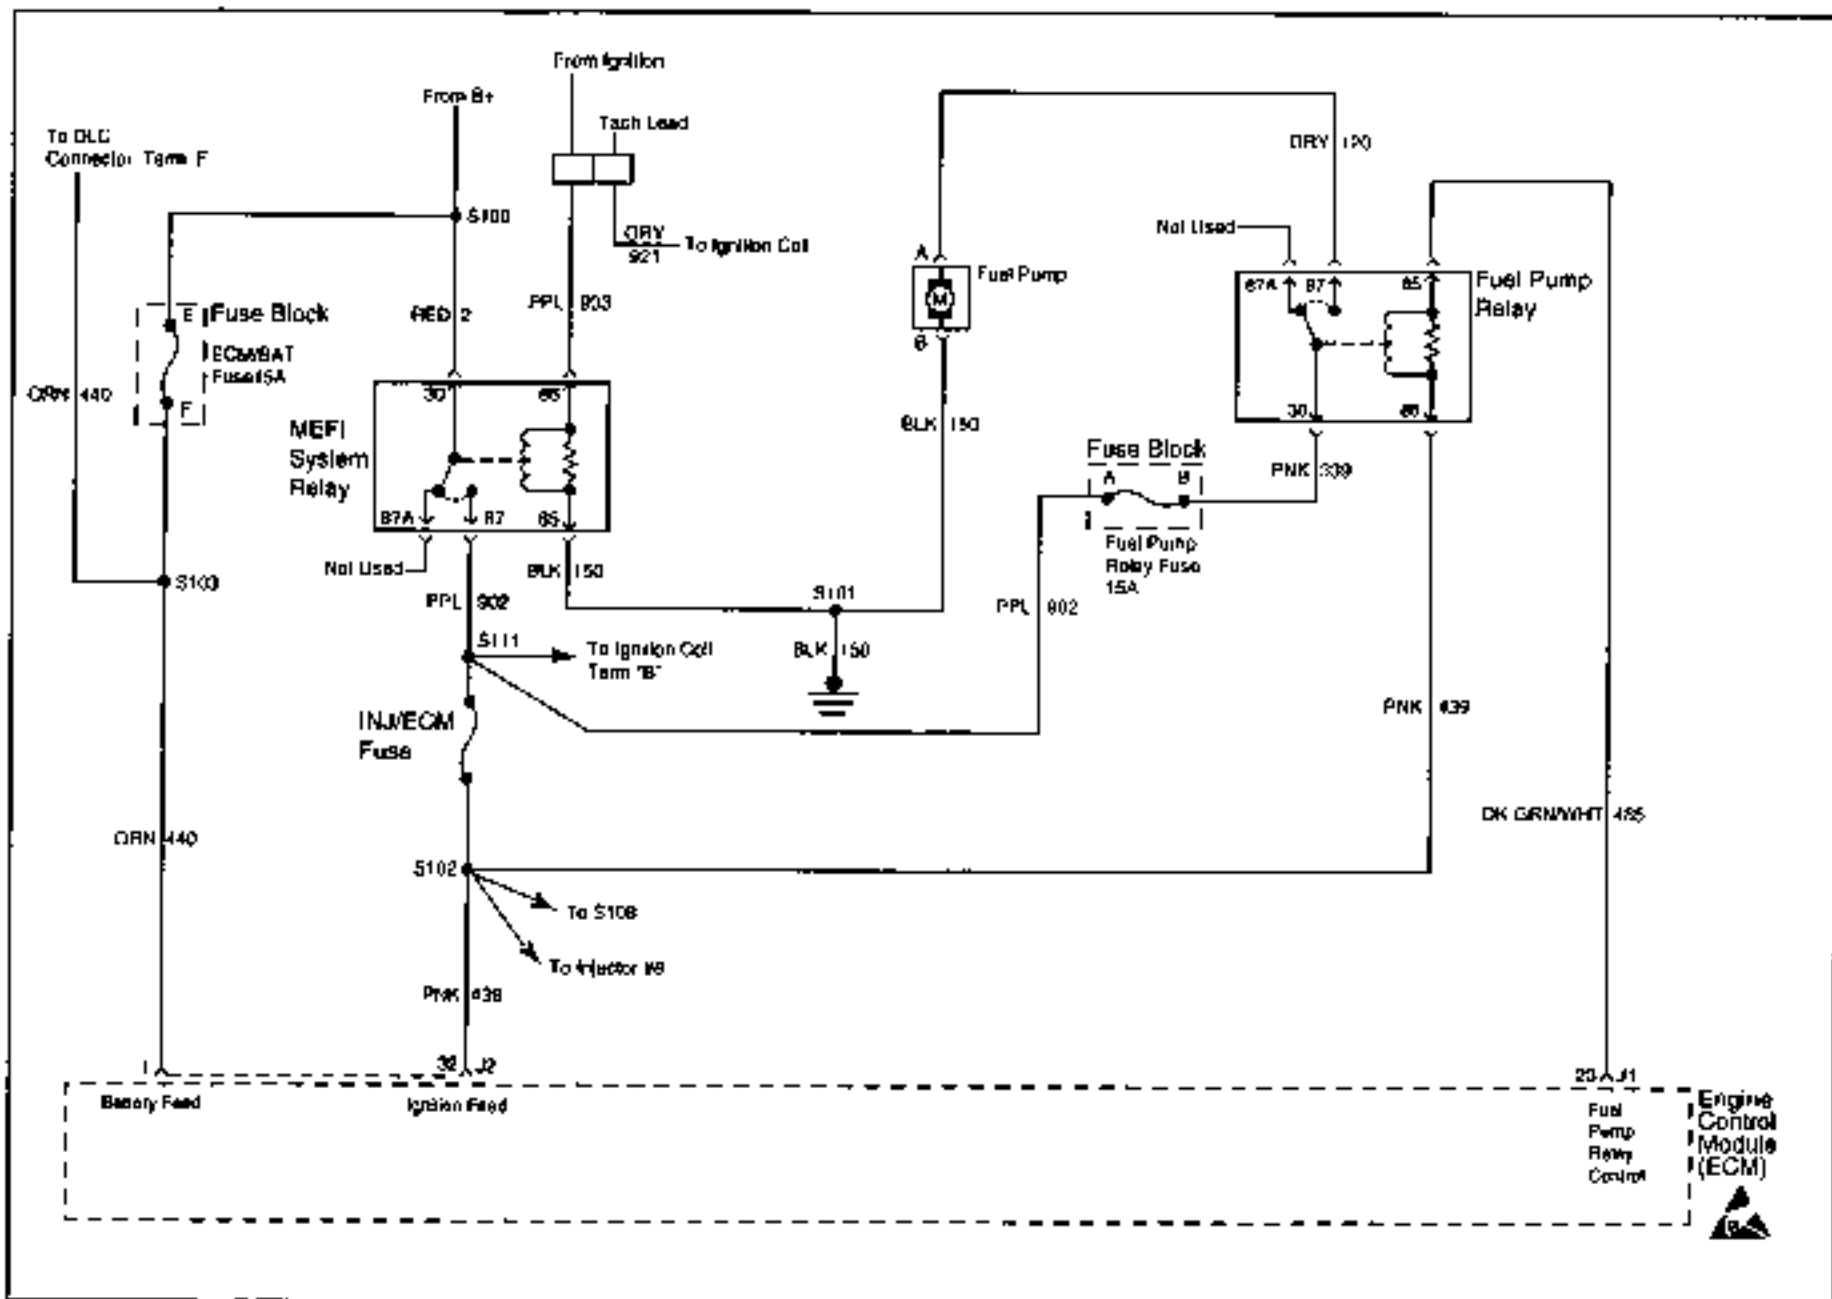 From Ignition
From B+
Tach Lead
To DLC
Connector Term F
GRY 120
S100
Not Used
GRY
921
To Ignition Coil
A
Fuel Pump
87A 87 85
Fuel Pump
Relay
M
E
Fuse Block
RED 2
PPL 903
B
ECM/BAT
Fuse 15A
ORN 440
F
30 86
30 86
BLK 150
MEFI
System
Relay
Fuse Block
A B
PNK 339
87A 87 85
Fuel Pump
Relay Fuse
15A
Not Used
BLK 150
S103
PPL 902
S101
PPL 902
S111
To Ignition Coil
Term "B"
BLK 150
INJ/ECM
Fuse
PNK 439
DK GRN/WHT 465
ORN 440
S102
To S108
To Injector
PNK 439
1
32 J2
23 J1
Battery Feed
Ignition Feed
Fuel
Pump
Relay
Control
Engine
Control
Module
(ECM)